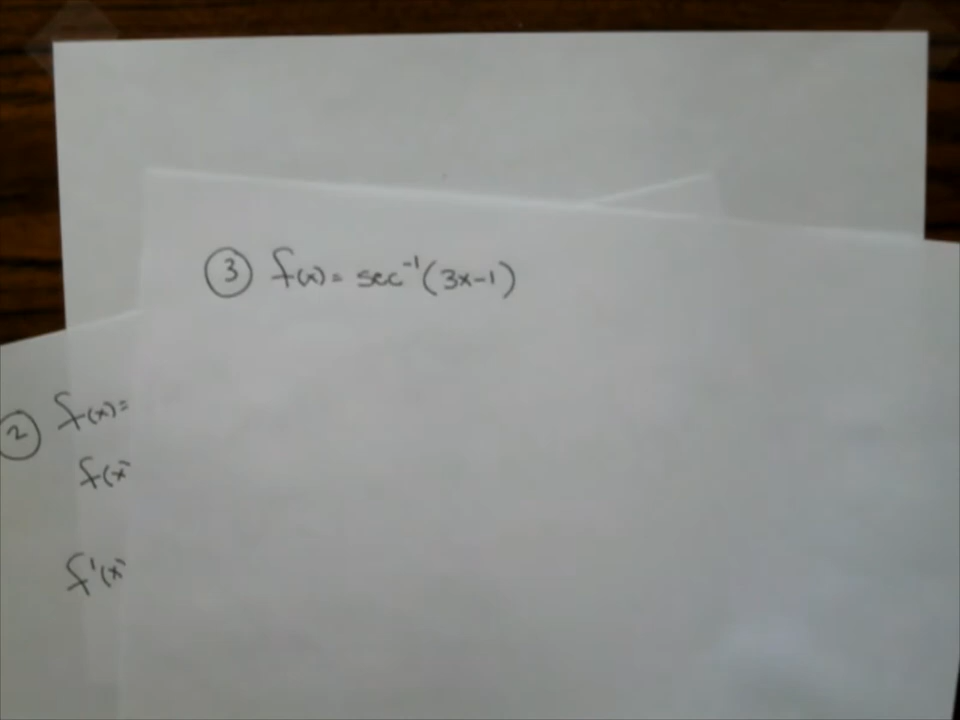 ③ f(x) = sec⁻¹(3x-1)
② f(x) =
f(x)
f'(x)